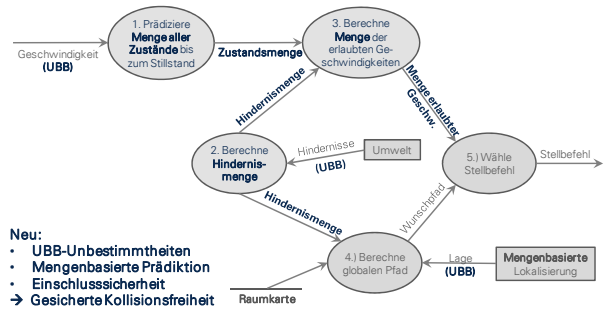 1. Prädiziere
Menge aller
Zustände bis
zum Stillstand
Geschwindigkeit
(UBB)
Zustandsmenge
3. Berechne
Menge der
erlaubten Ge-
schwindigkeiten
Hindernismenge
Menge erlaubter
Geschw.
2. Berechne
Hindernis-
menge
Hindernisse
(UBB)
Umwelt
5.) Wähle
Stellbefehl
Stellbefehl
Hindernismenge
Wunschpfad
4.) Berechne
globalen Pfad
Lage
(UBB)
Mengenbasierte
Lokalisierung
Raumkarte
Neu:
• UBB-Unbestimmtheiten
• Mengenbasierte Prädiktion
• Einschlusssicherheit
→ Gesicherte Kollisionsfreiheit